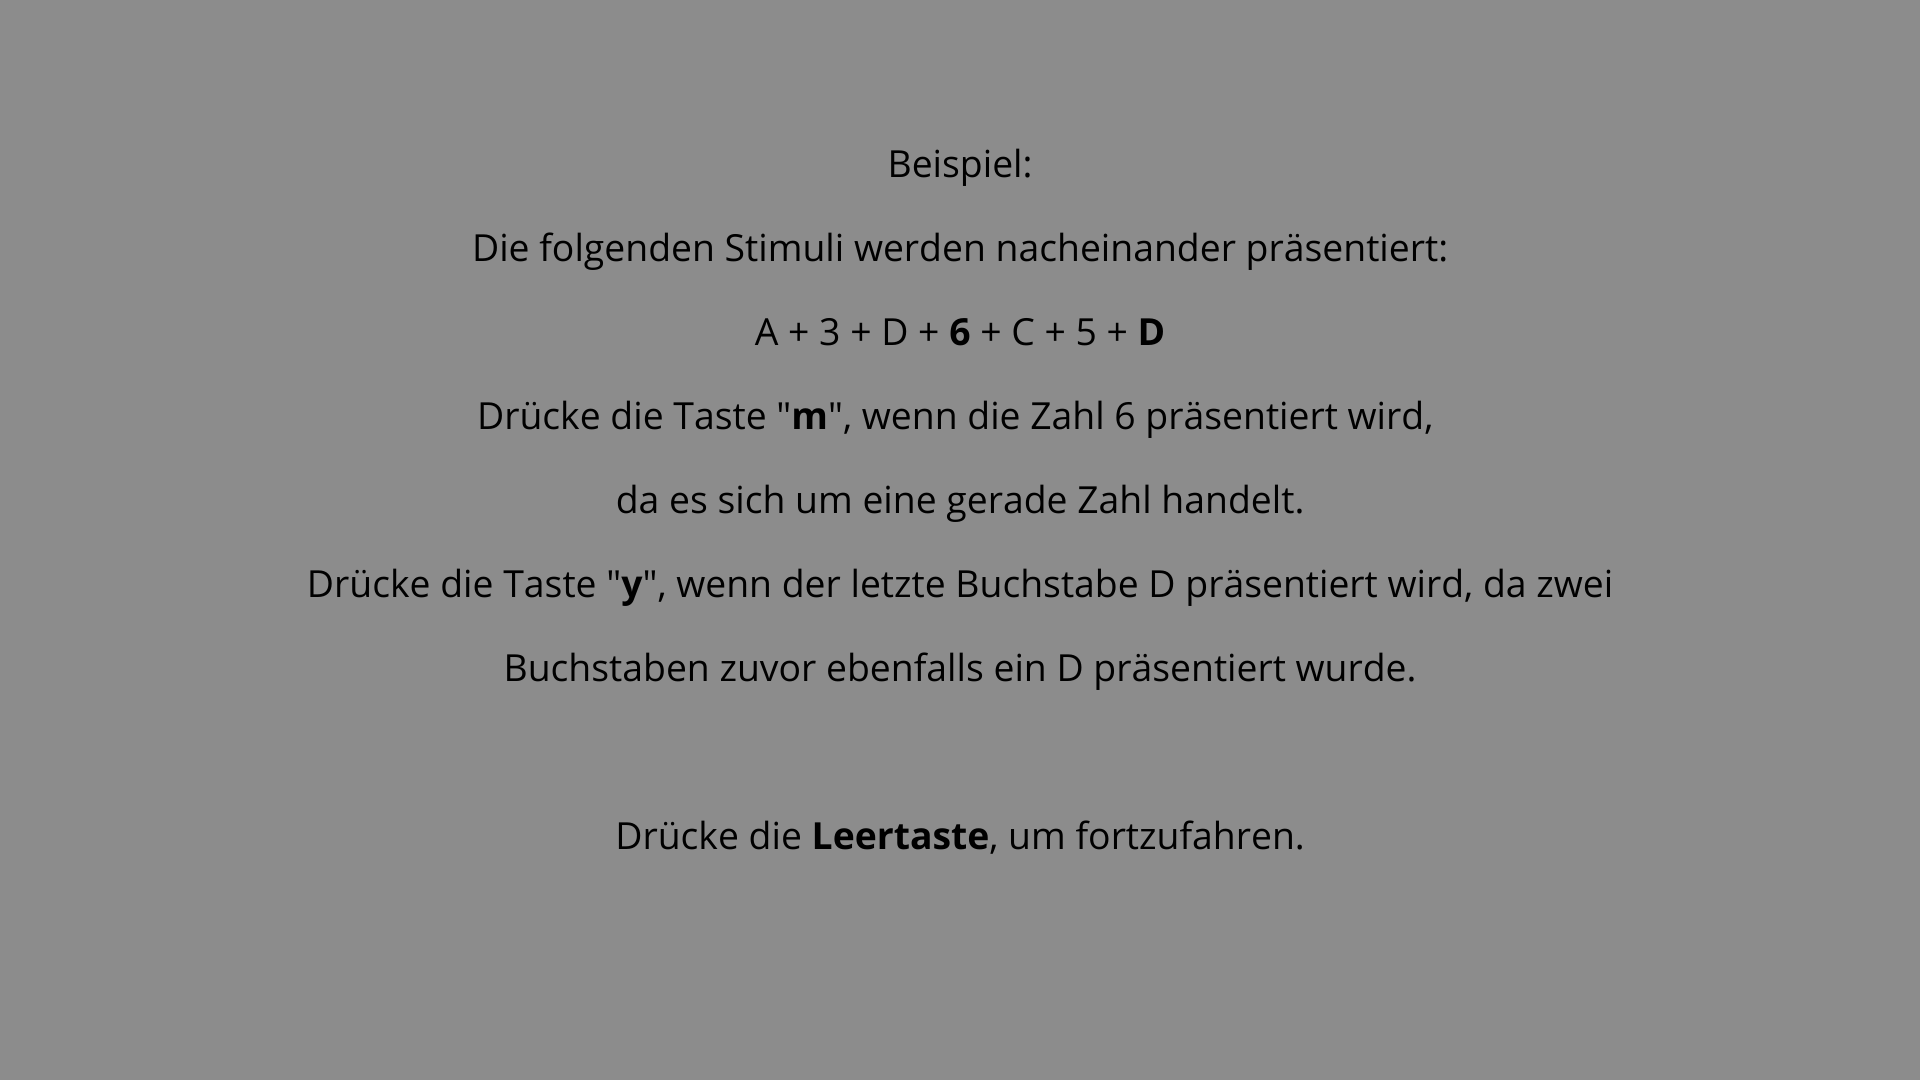 Beispiel:
Die folgenden Stimuli werden nacheinander präsentiert:
A + 3 + D + 6 + C + 5 + D
Drücke die Taste "m", wenn die Zahl 6 präsentiert wird,
da es sich um eine gerade Zahl handelt.
Drücke die Taste "y", wenn der letzte Buchstabe D präsentiert wird, da zwei
Buchstaben zuvor ebenfalls ein D präsentiert wurde.
Drücke die Leertaste, um fortzufahren.